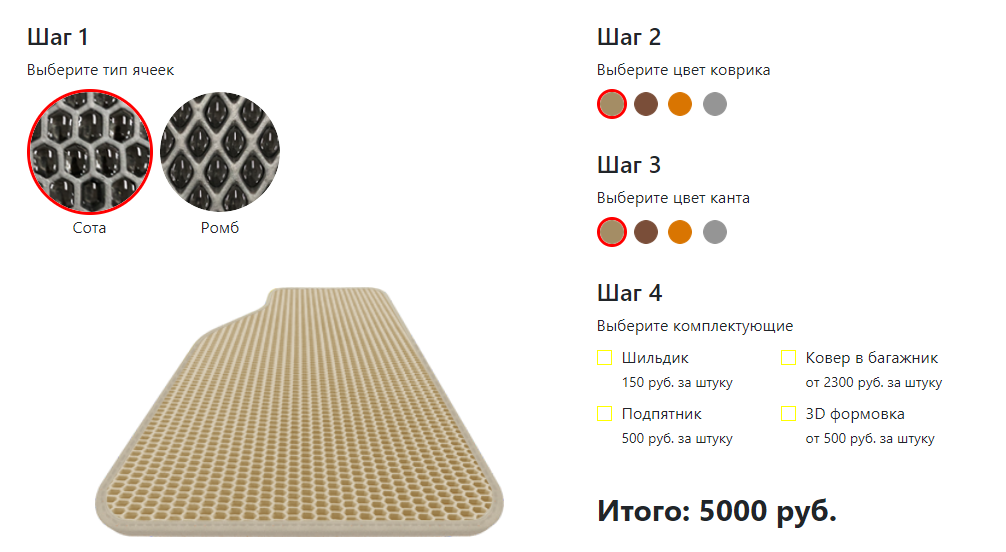 Шаг 1
Выберите тип ячеек
Сота
Ромб
Шаг 2
Выберите цвет коврика
Шаг 3
Выберите цвет канта
Шаг 4
Выберите комплектующие
Шильдик
150 руб. за штуку
Ковер в багажник
от 2300 руб. за штуку
Подпятник
500 руб. за штуку
3D формовка
от 500 руб. за штуку
Итого: 5000 руб.